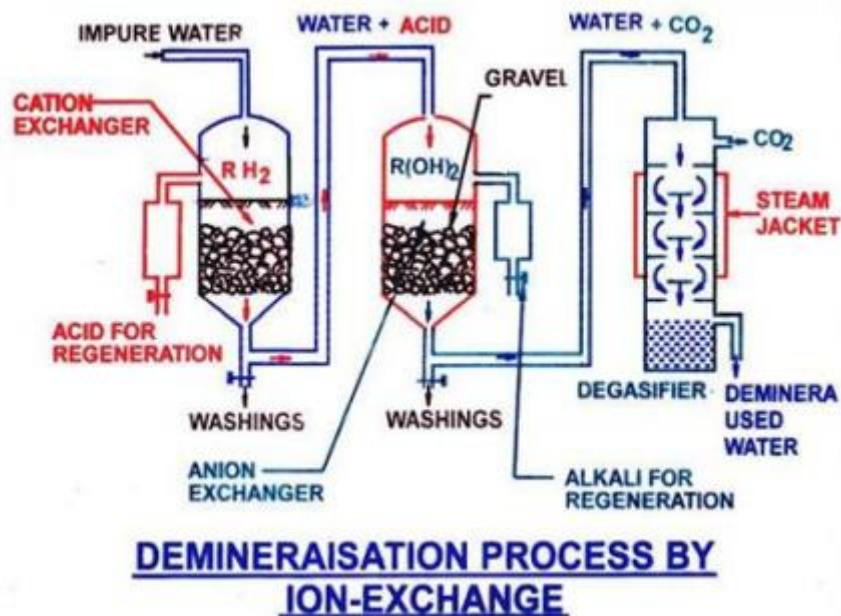 IMPURE WATER
WATER + ACID
WATER + CO2
CATION
EXCHANGER
GRAVEL
CO2
R H2
R(OH)2
STEAM
JACKET
ACID FOR
REGENERATION
WASHINGS
WASHINGS
DEGASIFIER
DEMINERA
USED
WATER
ANION
EXCHANGER
ALKALI FOR
REGENERATION
DEMINERAISATION PROCESS BY
ION-EXCHANGE